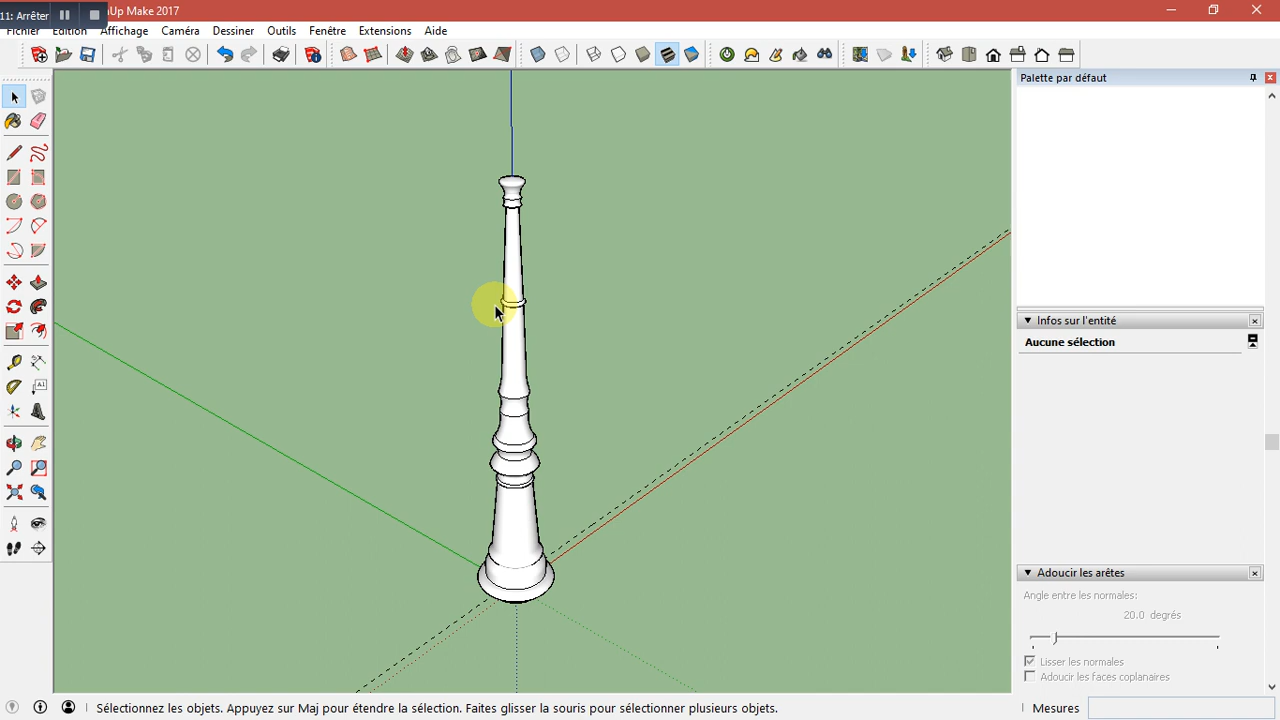 11: Arrêter
Up Make 2017
Fichier Edition Affichage Caméra Dessiner Outils Fenêtre Extensions Aide
Palette par défaut
Infos sur l'entité
Aucune sélection
A1
Adoucir les arêtes
Angle entre les normales:
20.0 degrés
Lisser les normales
Adoucir les faces coplanaires
Sélectionnez les objets. Appuyez sur Maj pour étendre la sélection. Faites glisser la souris pour sélectionner plusieurs objets.
Mesures